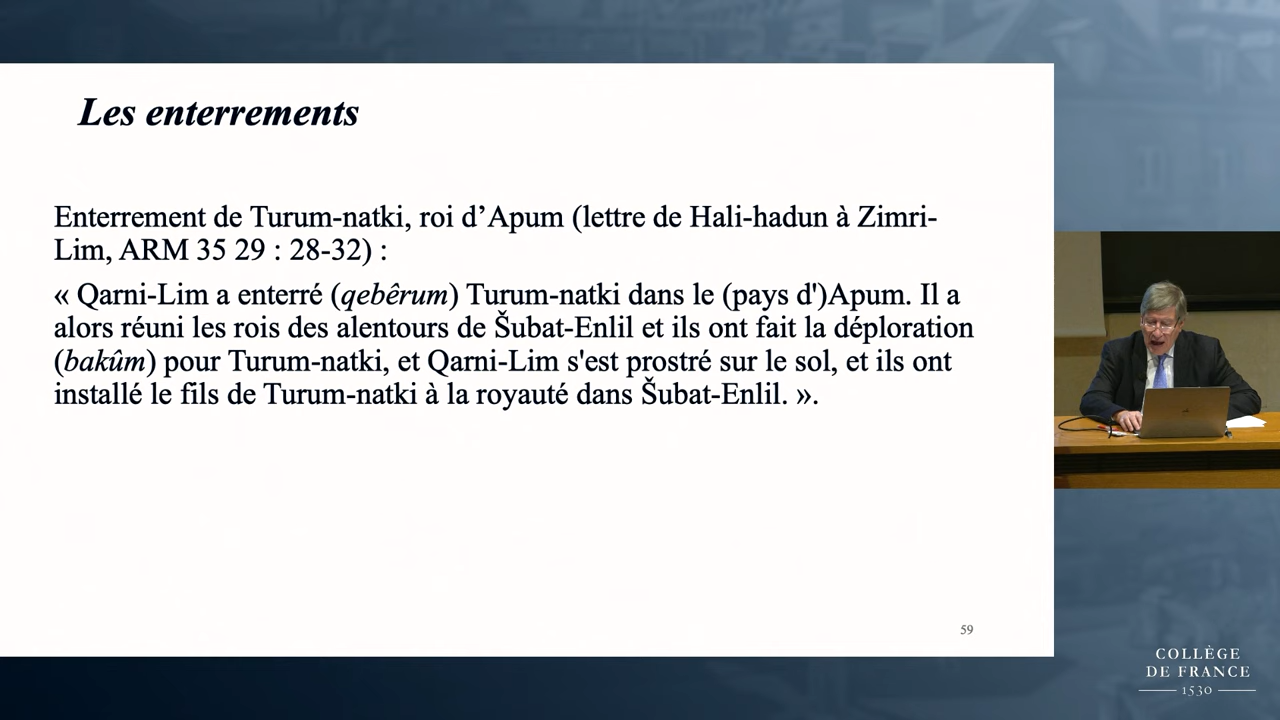 Les enterrements
Enterrement de Turum-natki, roi d’Apum (lettre de Hali-hadun à Zimri-
Lim, ARM 35 29 : 28-32) :
« Qarni-Lim a enterré (qebêrum) Turum-natki dans le (pays d')Apum. Il a
alors réuni les rois des alentours de Šubat-Enlil et ils ont fait la déploration
(bakûm) pour Turum-natki, et Qarni-Lim s'est prostré sur le sol, et ils ont
installé le fils de Turum-natki à la royauté dans Šubat-Enlil. ».
59
COLLÈGE
DE FRANCE
1530